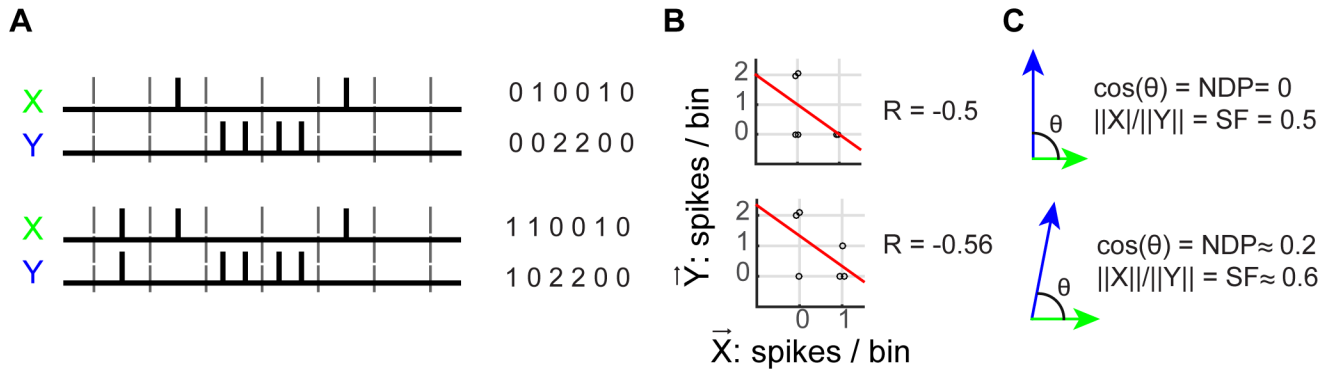 A
X
0 1 0 0 1 0
Y
0 0 2 2 0 0
X
1 1 0 0 1 0
Y
1 0 2 2 0 0
B
2
1
0
R = -0.5
2
1
0
R = -0.56
0 1
Y: spikes / bin
X: spikes / bin
C
θ
cos(θ) = NDP= 0
||X|/||Y|| = SF = 0.5
θ
cos(θ) = NDP≈ 0.2
||X||/||Y|| = SF≈ 0.6